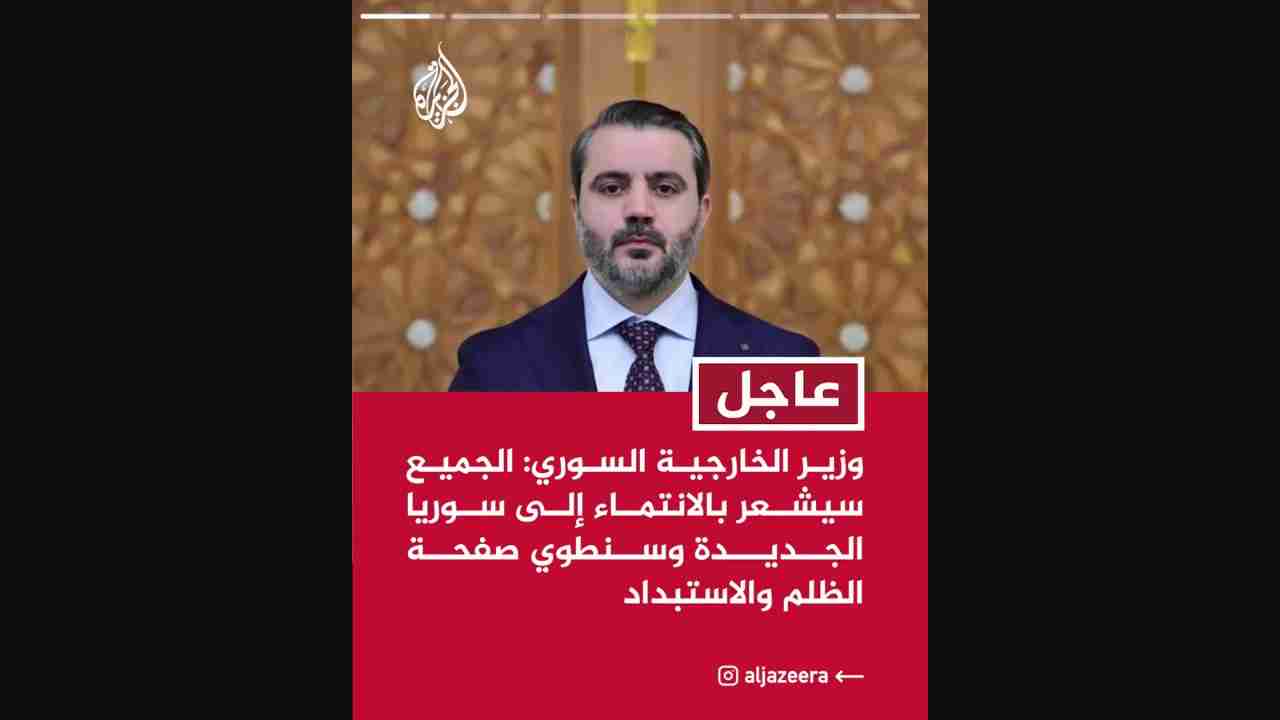 الجزيرة
عاجل
وزير الخارجية السوري: الجميع
سيشعر بالانتماء إلى سوريا
الجديدة وسنطوي صفحة
الظلم والاستبداد
aljazeera